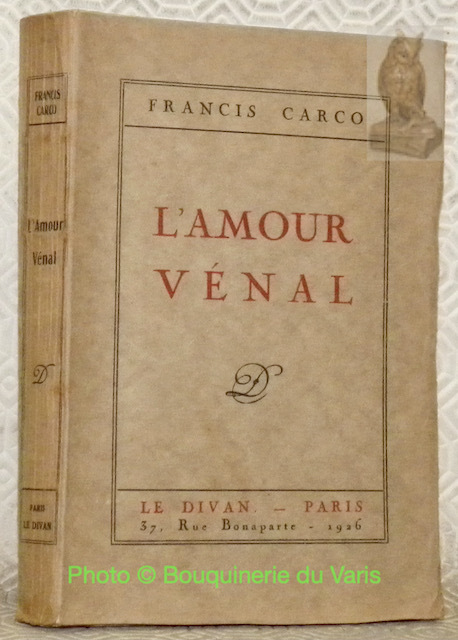 FRANCIS
CARCO
L'Amour
Vénal
D
PARIS
LE DIVAN
FRANCIS CARCO
L'AMOUR
VÉNAL
D
LE DIVAN. — PARIS
37, Rue Bonaparte - 1926
Photo © Bouquinerie du Varis